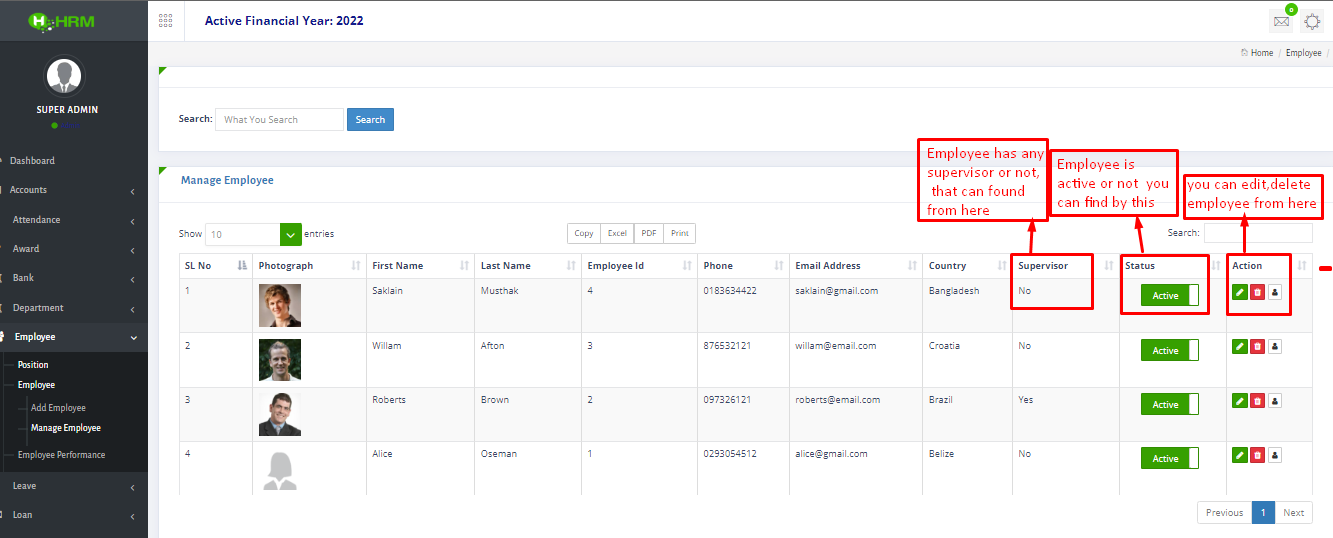 HRM
Active Financial Year: 2022
0
Home / Employee /
SUPER ADMIN
Search: What You Search Search
Dashboard
Accounts
Attendance
Award
Bank
Department
Employee
Position
Employee
Add Employee
Manage Employee
Employee Performance
Leave
Loan
Manage Employee
Employee has any
supervisor or not,
that can found
from here
Employee is
active or not you
can find by this
you can edit,delete
employee from here
Show 10 entries
Copy Excel PDF Print
Search:
SL No Photograph First Name Last Name Employee Id Phone Email Address Country Supervisor Status Action
1 Saklain Musthak 4 0183634422 saklain@gmail.com Bangladesh No Active
2 Willam Afton 3 876532121 willam@email.com Croatia No Active
3 Roberts Brown 2 097326121 roberts@email.com Brazil Yes Active
4 Alice Oseman 1 0293054512 alice@gmail.com Belize No Active
Previous 1 Next